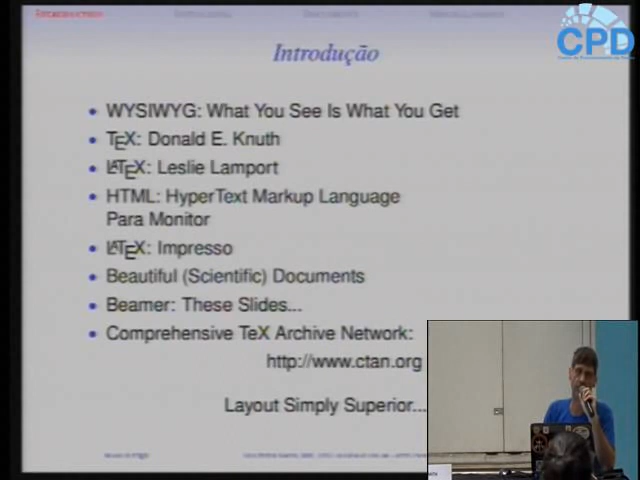 CPD
Introdução
WYSIWYG: What You See Is What You Get
TEX: Donald E. Knuth
LATEX: Leslie Lamport
HTML: HyperText Markup Language
Para Monitor
LATEX: Impresso
Beautiful (Scientific) Documents
Beamer: These Slides...
Comprehensive TeX Archive Network:
http://www.ctan.org
Layout Simply Superior...